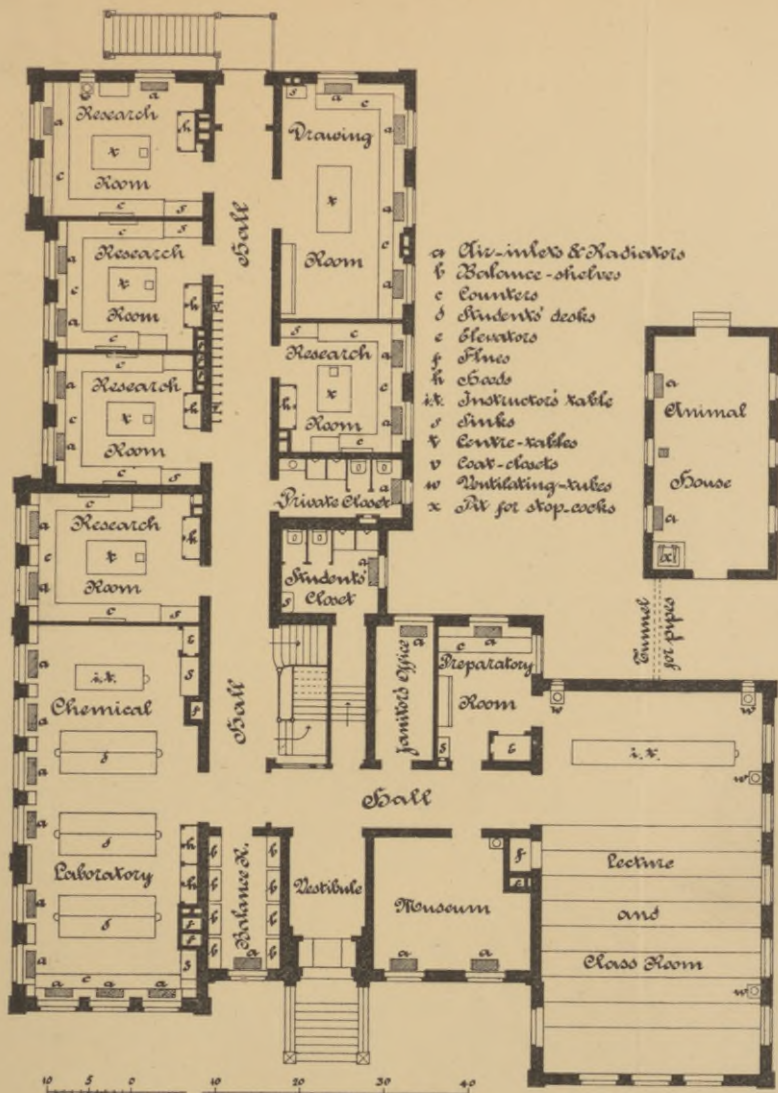 Research
Room
Drawing
Room
Hall
Research
Room
Research
Room
Research
Room
Private Closet
Students'
Closet
Research
Room
a Air-inlets & Radiators
b Balance-shelves
c Counters
d Students' desks
e Elevators
f Flues
h Hoods
i.t. Instructor's table
s Sinks
t Centre-tables
v Coat-closets
w Ventilating-tubes
x Pit for stop-cocks
Animal
House
Tunnel
for pipes
Chemical
Laboratory
Hall
Janitor's Office
Preparatory
Room
Hall
Balance R.
Vestibule
Museum
Lecture
and
Class Room
i.t.
i.t.
10 5 0 10 20 30 40